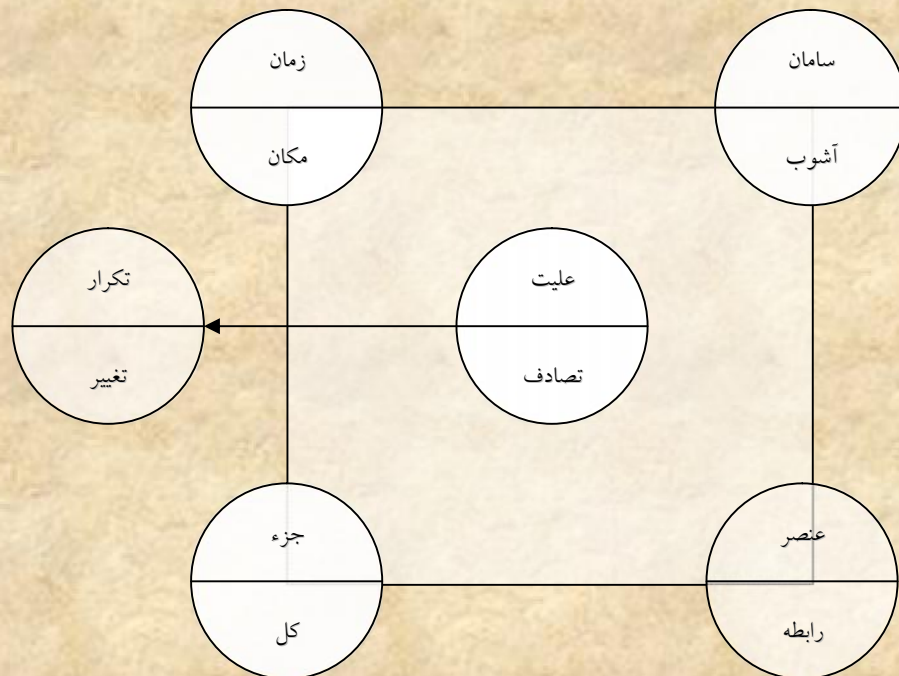 سامان
آشوب
زمان
مکان
علیت
تصادف
تکرار
تغییر
عنصر
رابطه
جزء
کل